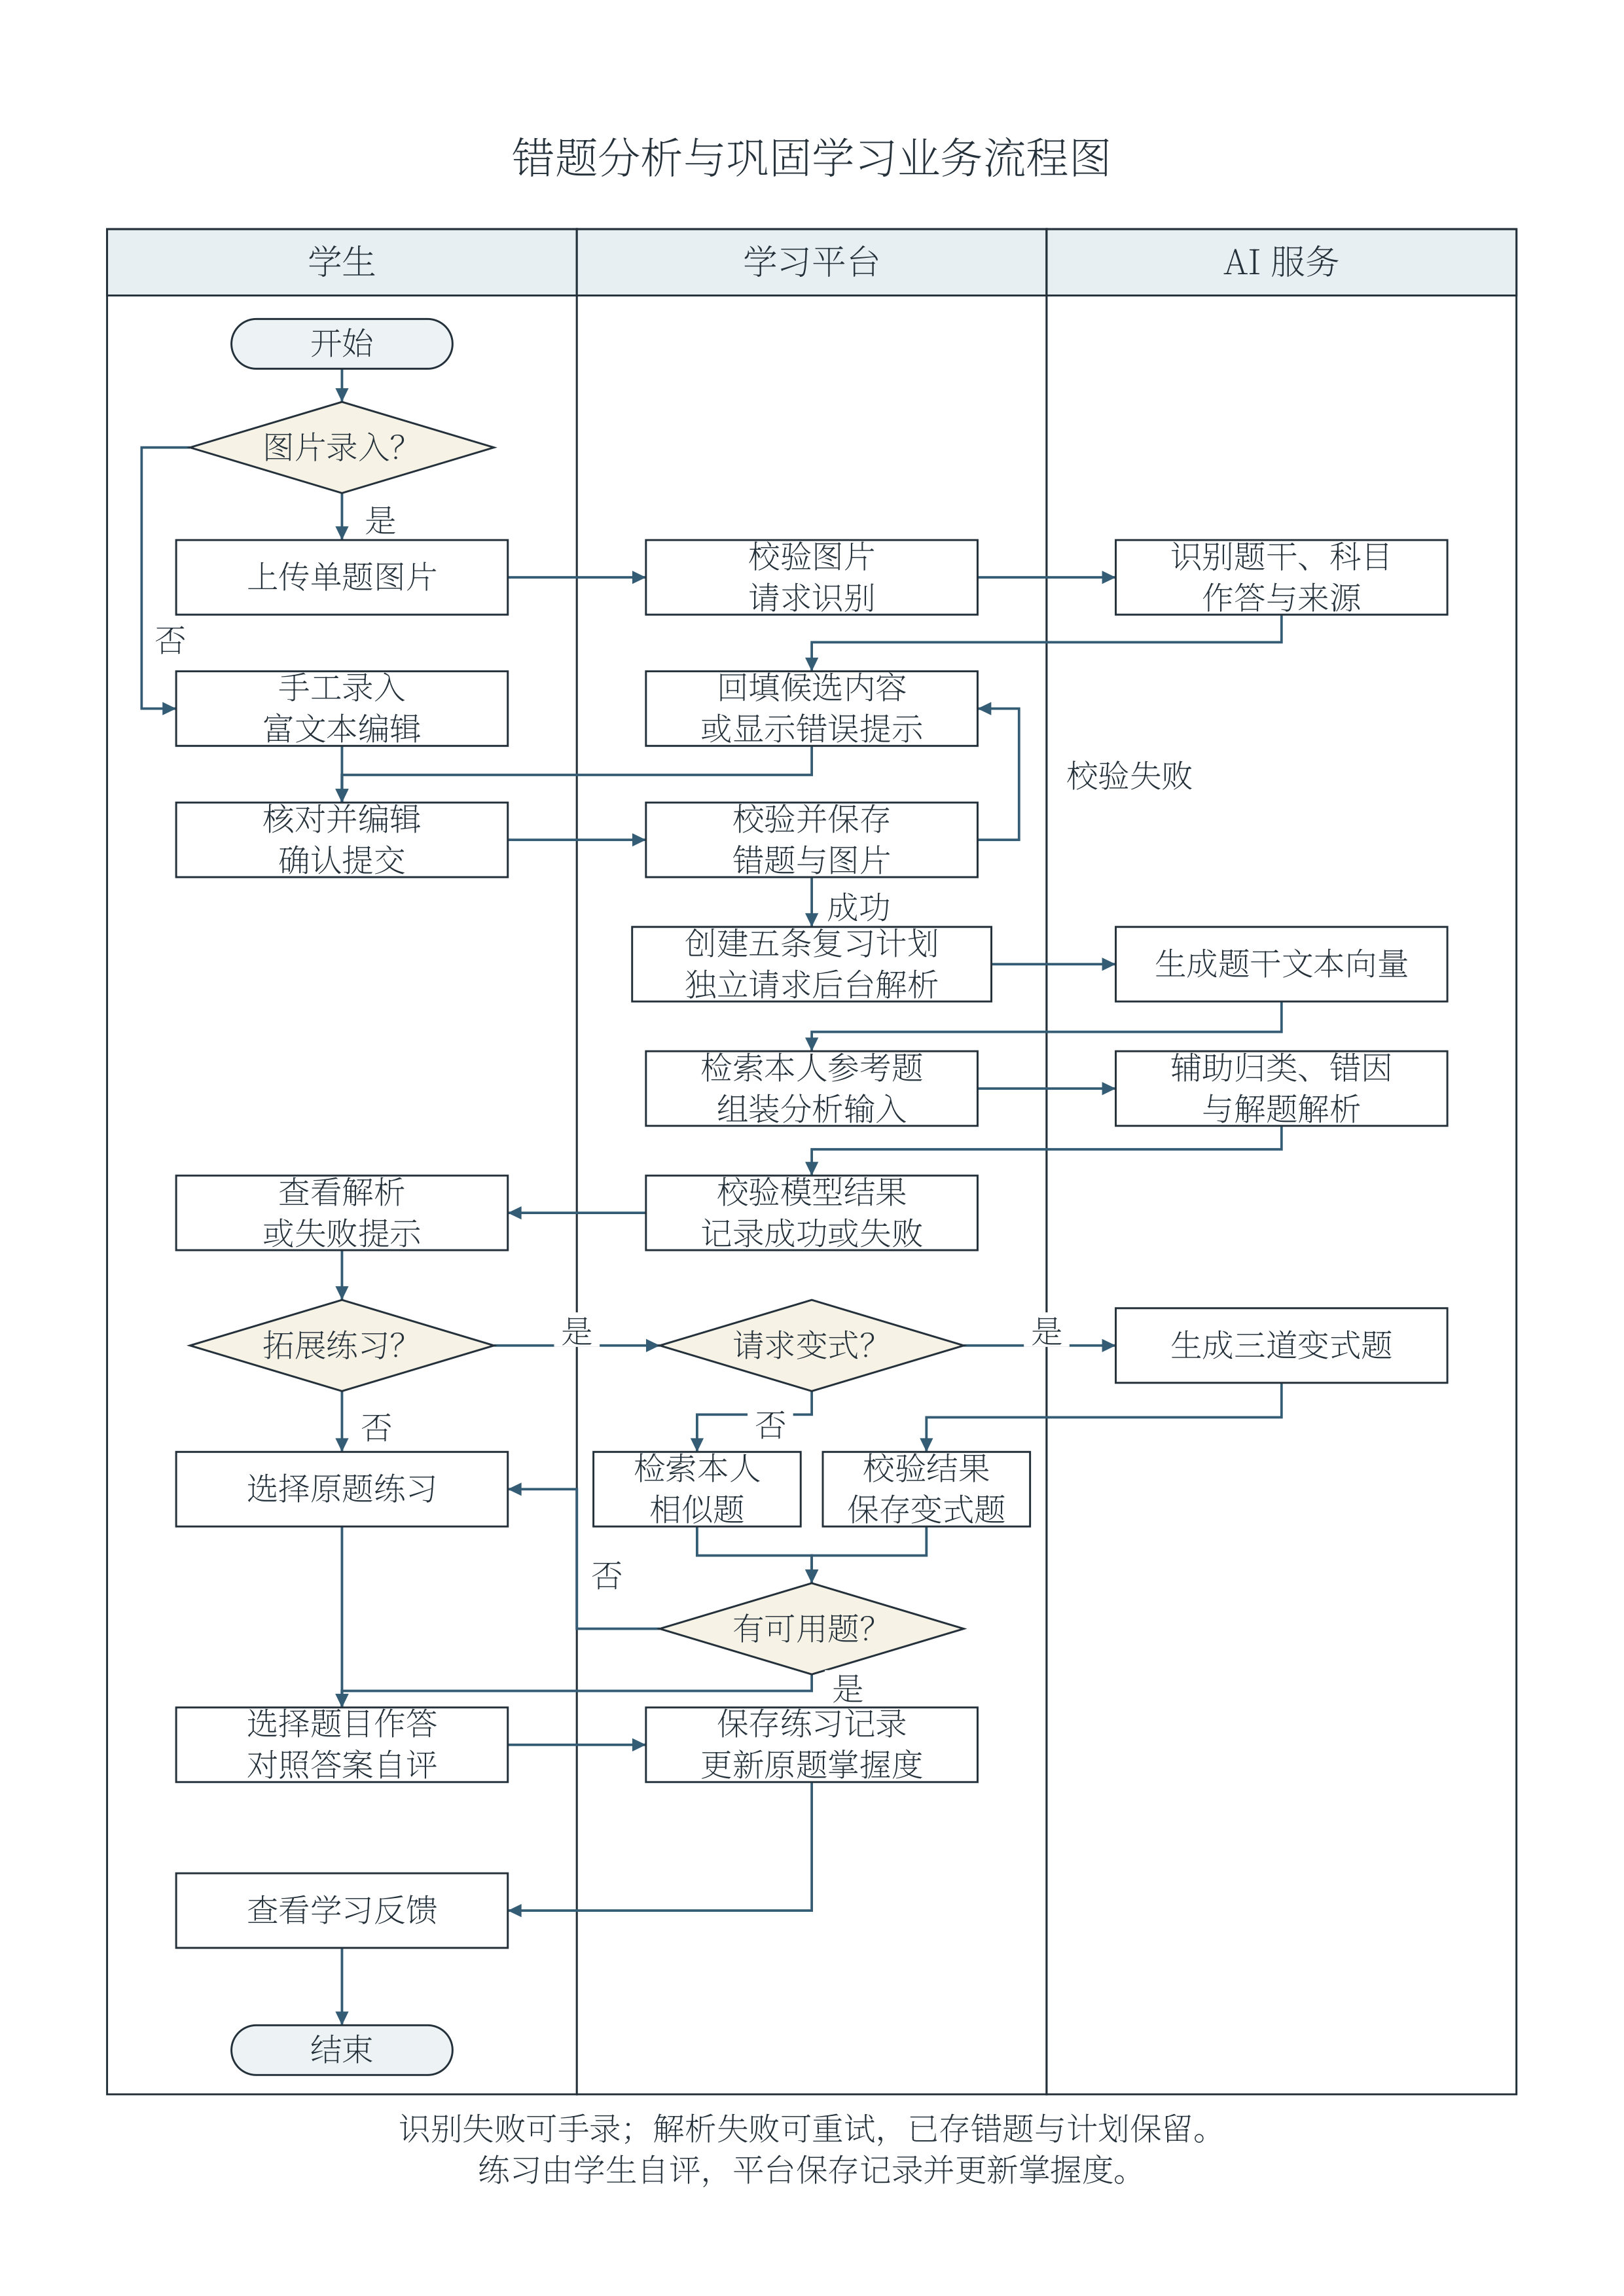 错题分析与巩固学习业务流程图
学生
学习平台
AI 服务
开始
图片录入?
是
上传单题图片
校验图片
请求识别
识别题干、科目
作答与来源
否
手工录入
富文本编辑
回填候选内容
或显示错误提示
校验失败
核对并编辑
确认提交
校验并保存
错题与图片
成功
创建五条复习计划
独立请求后台解析
生成题干文本向量
检索本人参考题
组装分析输入
辅助归类、错因
与解题解析
查看解析
或失败提示
校验模型结果
记录成功或失败
拓展练习?
是
请求变式?
是
生成三道变式题
否
否
选择原题练习
检索本人
相似题
校验结果
保存变式题
否
有可用题?
是
选择题目作答
对照答案自评
保存练习记录
更新原题掌握度
查看学习反馈
结束
识别失败可手录；解析失败可重试，已存错题与计划保留。
练习由学生自评，平台保存记录并更新掌握度。